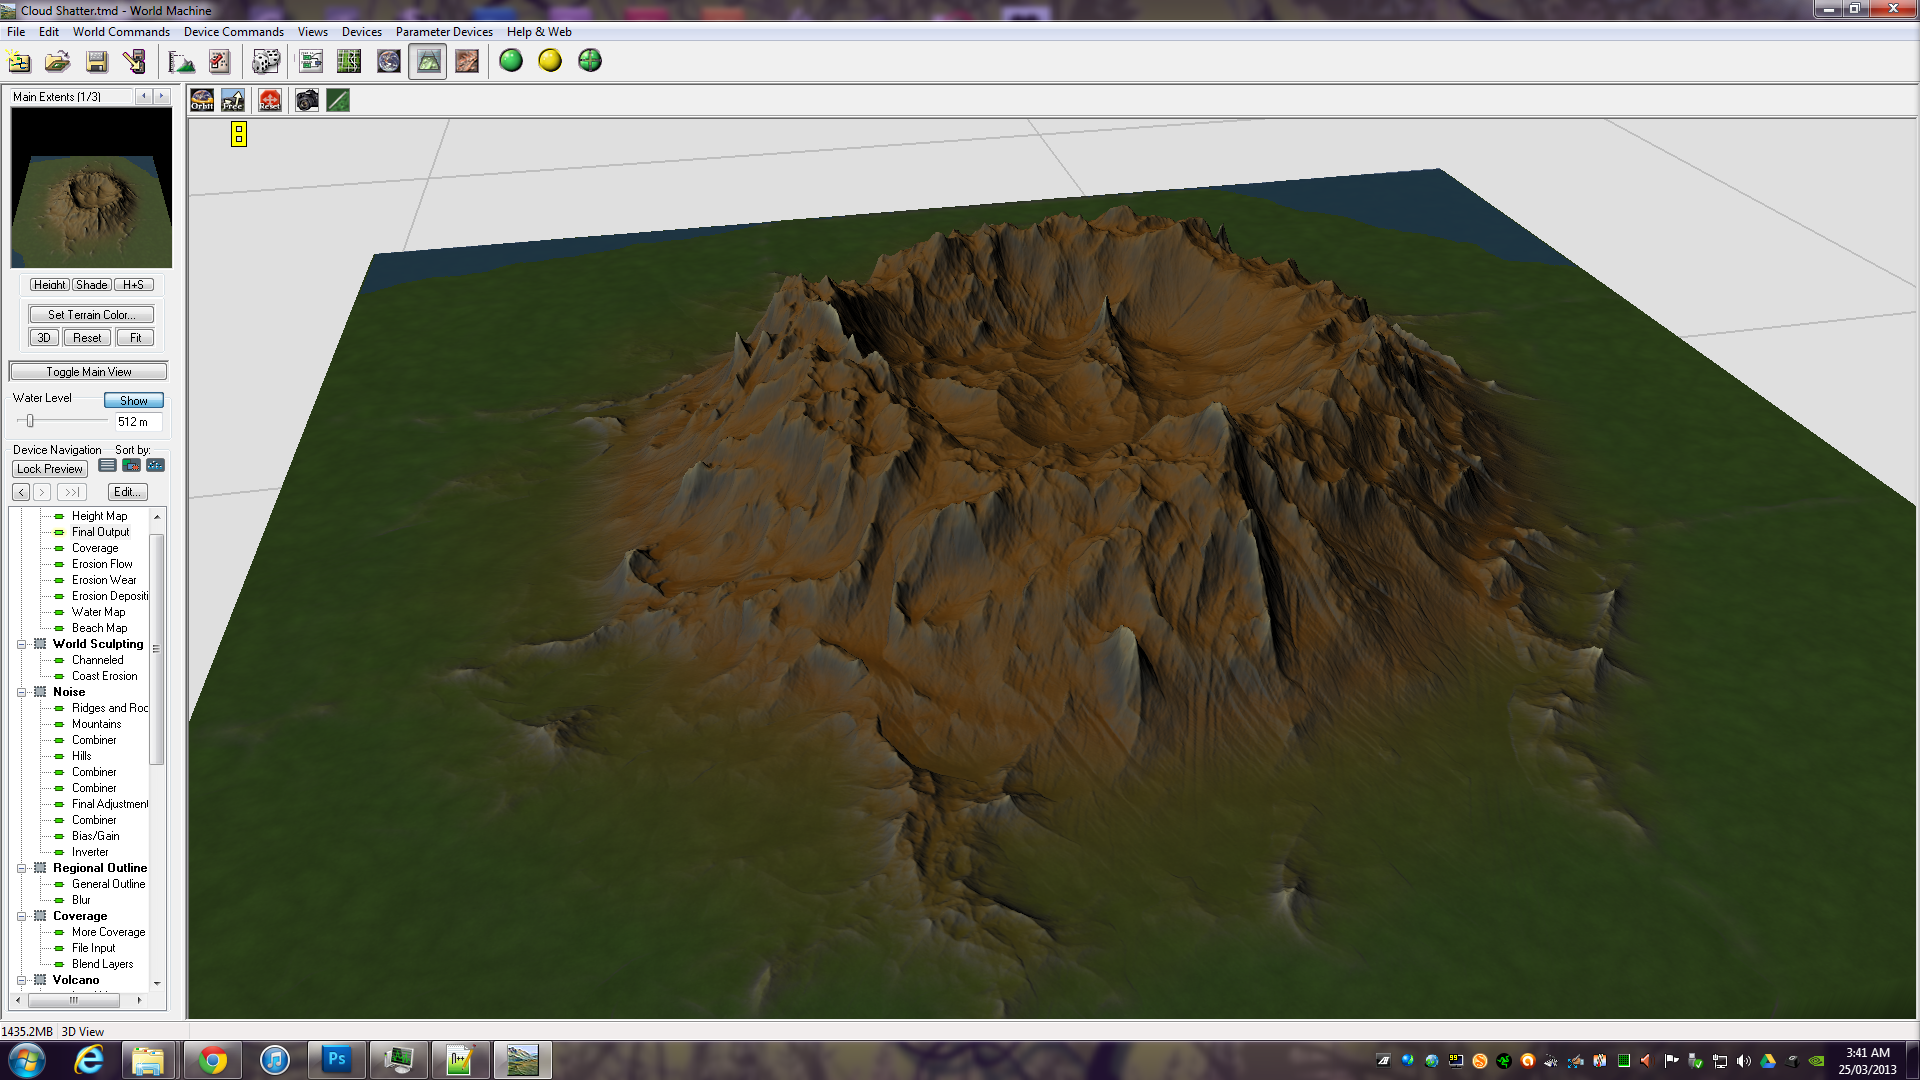 Cloud Shatter.tmd - World Machine
File Edit World Commands Device Commands Views Devices Parameter Devices Help & Web
Main Extents (1/3)
Orbit Free Reset
Height Shade H+S
Set Terrain Color...
3D Reset Fit
Toggle Main View
Water Level Show
512 m
Device Navigation Sort by:
Lock Preview
< > >>| Edit...
Height Map
Final Output
Coverage
Erosion Flow
Erosion Wear
Erosion Depositi
Water Map
Beach Map
World Sculpting
Channeled
Coast Erosion
Noise
Ridges and Roc
Mountains
Combiner
Hills
Combiner
Combiner
Final Adjustment
Combiner
Bias/Gain
Inverter
Regional Outline
General Outline
Blur
Coverage
More Coverage
File Input
Blend Layers
Volcano
1435.2MB 3D View
Ps
3:41 AM
25/03/2013